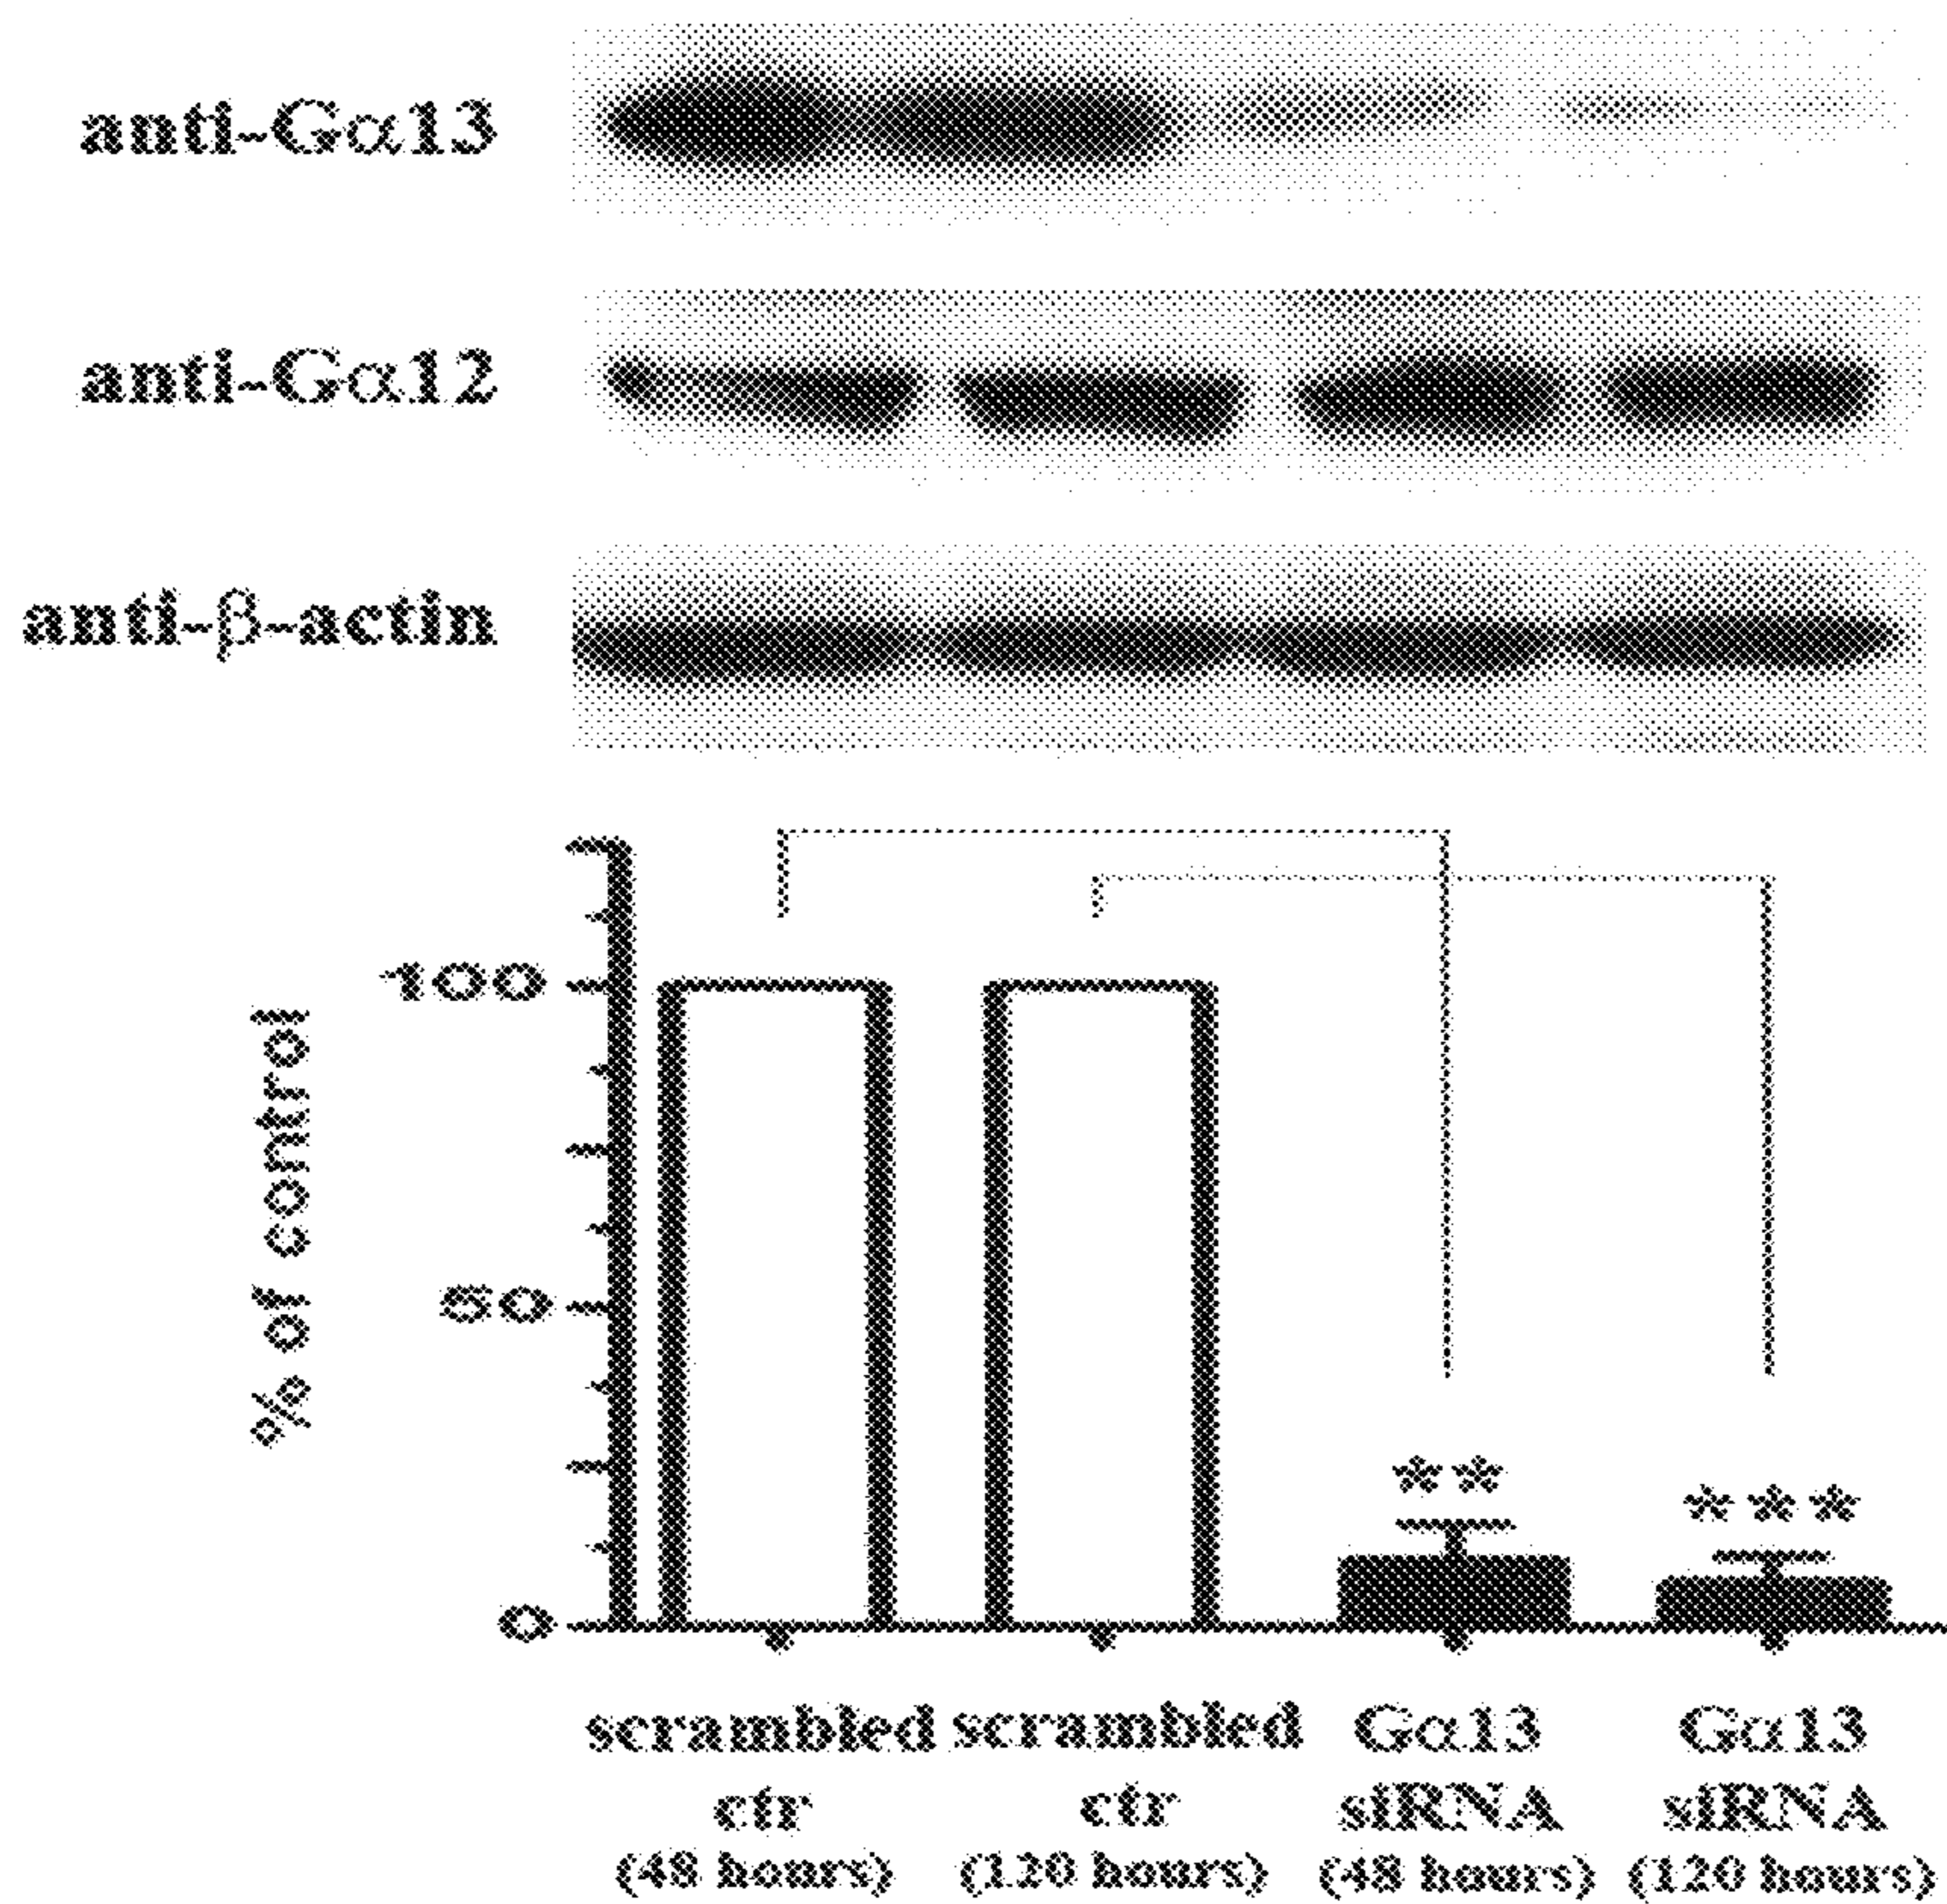 anti-Gα13
anti-Gα12
anti-β-actin
% of control
100
50
0
** ***
scrambled scrambled Gα13 Gα13
ctr ctr siRNA siRNA
(48 hours) (120 hours) (48 hours) (120 hours)